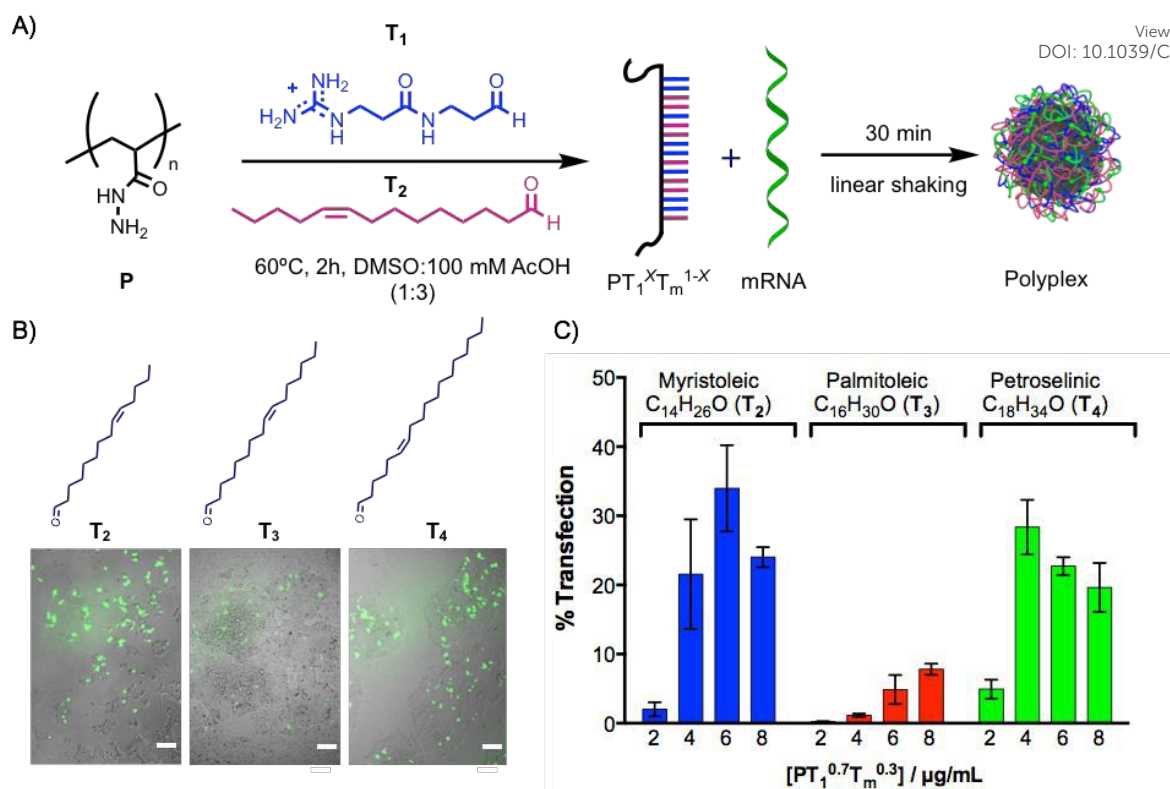 A)
View
DOI: 10.1039/C
T₁
NH₂
+
H₂N
N
H
O
N
H
O
H
T₂
O
H
60ºC, 2h, DMSO:100 mM AcOH
(1:3)
n
O
HN
NH₂
P
+
PT₁ˣTₘ¹⁻ˣ
mRNA
30 min
linear shaking
Polyplex
B)
O
O
O
T₂
T₃
T₄
C)
Myristoleic
C₁₄H₂₆O (T₂)
Palmitoleic
C₁₆H₃₀O (T₃)
Petroselinic
C₁₈H₃₄O (T₄)
% Transfection
50
40
30
20
10
0
2 4 6 8 2 4 6 8 2 4 6 8
[PT₁⁰·⁷Tₘ⁰·³] / µg/mL